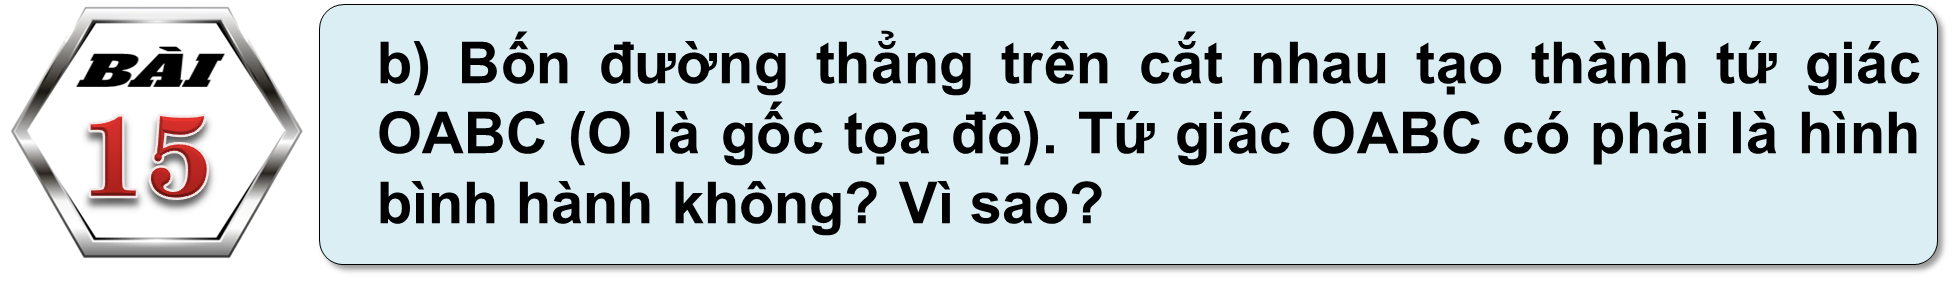 BÀI
15
b) Bốn đường thẳng trên cắt nhau tạo thành tứ giác
OABC (O là gốc tọa độ). Tứ giác OABC có phải là hình
bình hành không? Vì sao?